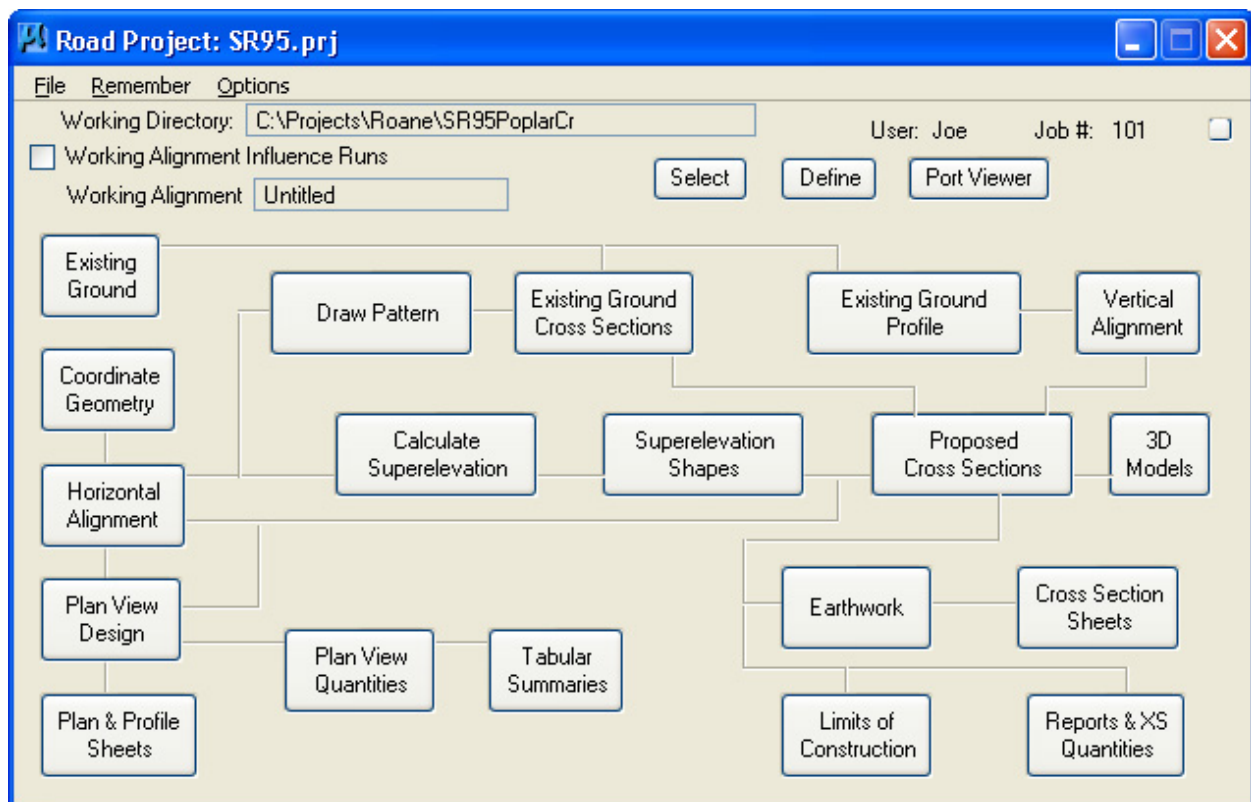 Road Project: SR95.prj
File Remember Options
Working Directory: C:\Projects\Roane\SR95PoplarCr
User: Joe Job #: 101
Working Alignment Influence Runs
Select Define Port Viewer
Working Alignment Untitled
Existing
Ground
Draw Pattern
Existing Ground
Cross Sections
Existing Ground
Profile
Vertical
Alignment
Coordinate
Geometry
Calculate
Superelevation
Superelevation
Shapes
Proposed
Cross Sections
3D
Models
Horizontal
Alignment
Plan View
Design
Earthwork
Cross Section
Sheets
Plan View
Quantities
Tabular
Summaries
Plan & Profile
Sheets
Limits of
Construction
Reports & XS
Quantities